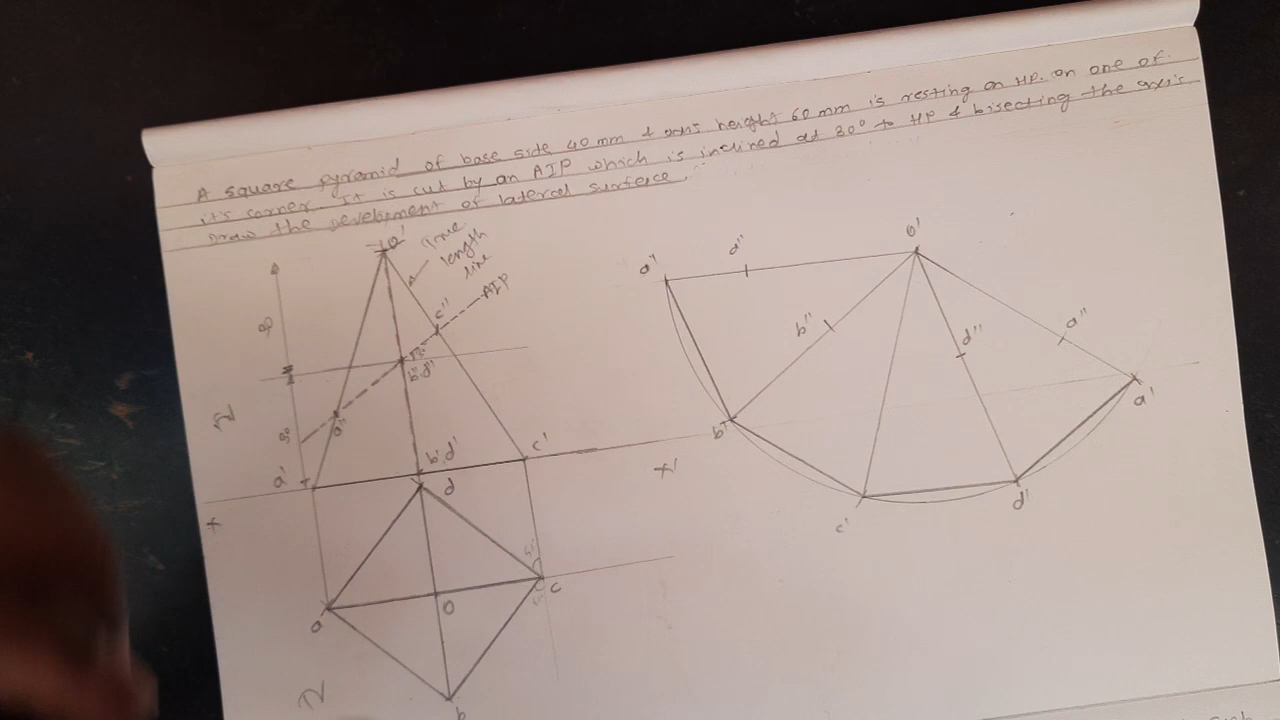 A square pyramid of base side 40 mm & axis height 60 mm is resting on HP. on one of
it's corner It is cut by an AIP which is inclined at 30° to HP & bisecting the axis
Draw the development of lateral surface.
O'
True
length
line
AIP
c"
30
b"d"
a"
30
a'
b'd'
c'
X
d
a
O
c
b
a"
d"
O'
b"
d"
a"
b'
c'
d'
a'